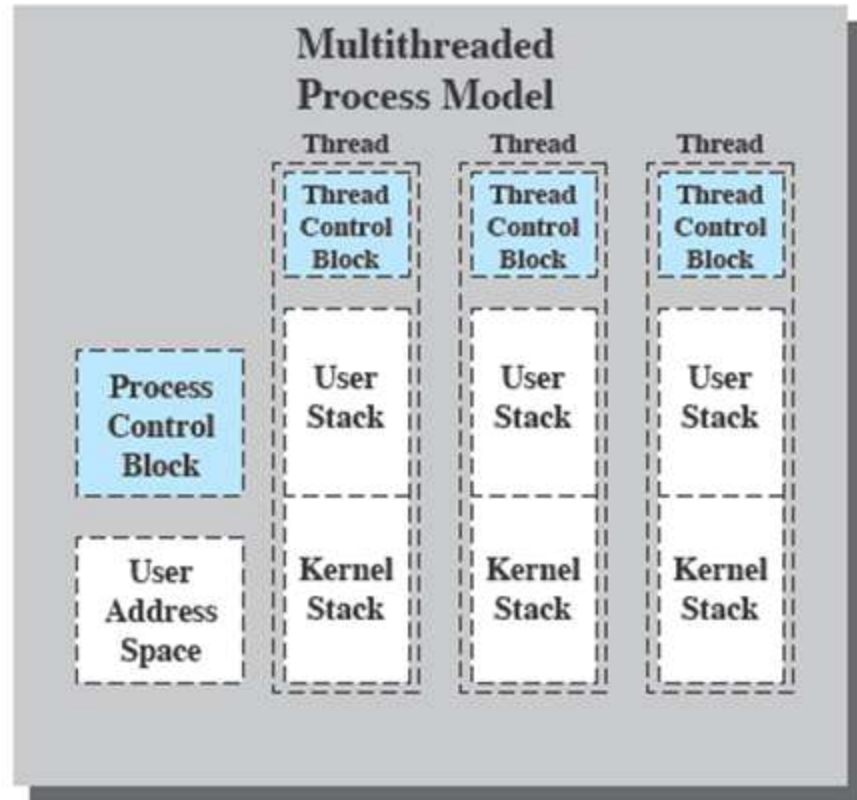 Multithreaded
Process Model
Thread
Thread
Control
Block
User
Stack
Kernel
Stack
Thread
Thread
Control
Block
User
Stack
Kernel
Stack
Thread
Thread
Control
Block
User
Stack
Kernel
Stack
Process
Control
Block
User
Address
Space